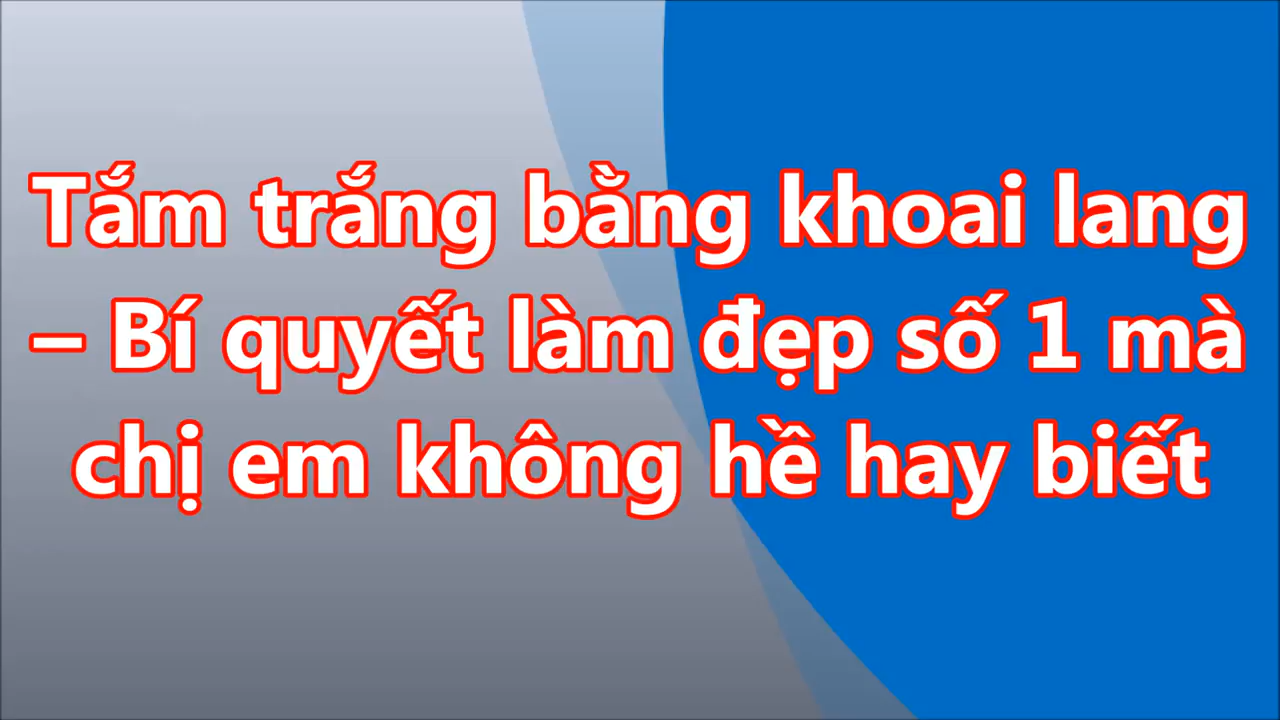 Tắm trắng bằng khoai lang
– Bí quyết làm đẹp số 1 mà
chị em không hề hay biết